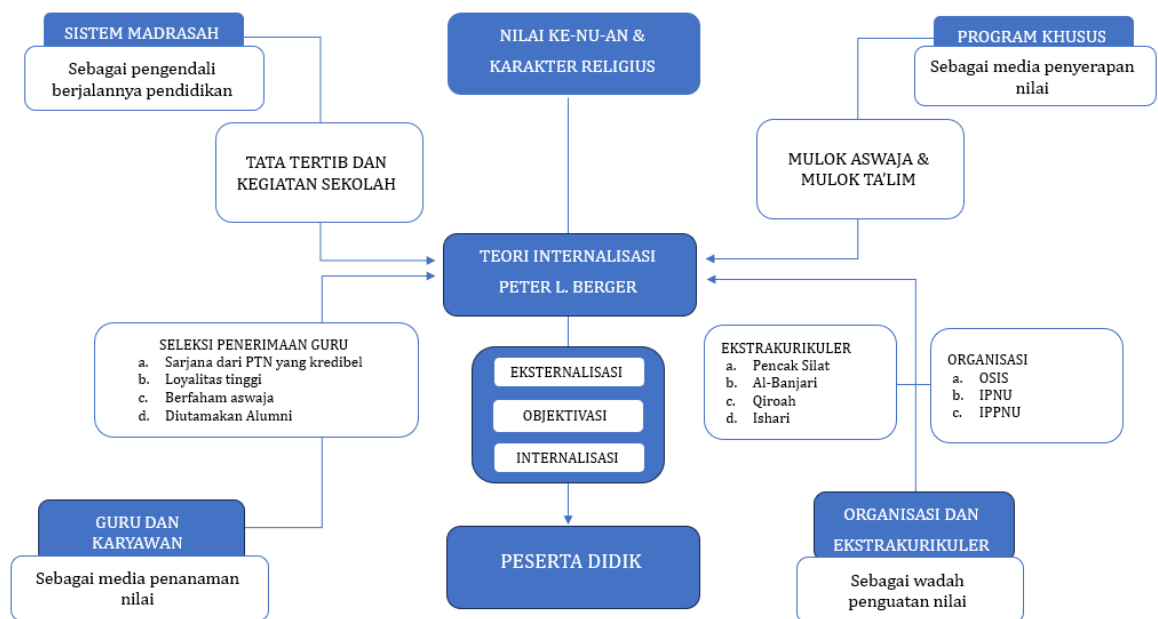 SISTEM MADRASAH
Sebagai pengendali
berjalannya pendidikan
NILAI KE-NU-AN &
KARAKTER RELIGIUS
PROGRAM KHUSUS
Sebagai media penyerapan
nilai
TATA TERTIB DAN
KEGIATAN SEKOLAH
MULOK ASWAJA &
MULOK TA'LIM
TEORI INTERNALISASI
PETER L. BERGER
SELEKSI PENERIMAAN GURU
a. Sarjana dari PTN yang kredibel
b. Loyalitas tinggi
c. Berfaham aswaja
d. Diutamakan Alumni
EKSTERNALISASI
OBJEKTIVASI
INTERNALISASI
EKSTRAKURIKULER
a. Pencak Silat
b. Al-Banjari
c. Qiroah
d. Ishari
ORGANISASI
a. OSIS
b. IPNU
c. IPPNU
GURU DAN
KARYAWAN
Sebagai media penanaman
nilai
PESERTA DIDIK
ORGANISASI DAN
EKSTRAKURIKULER
Sebagai wadah
penguatan nilai